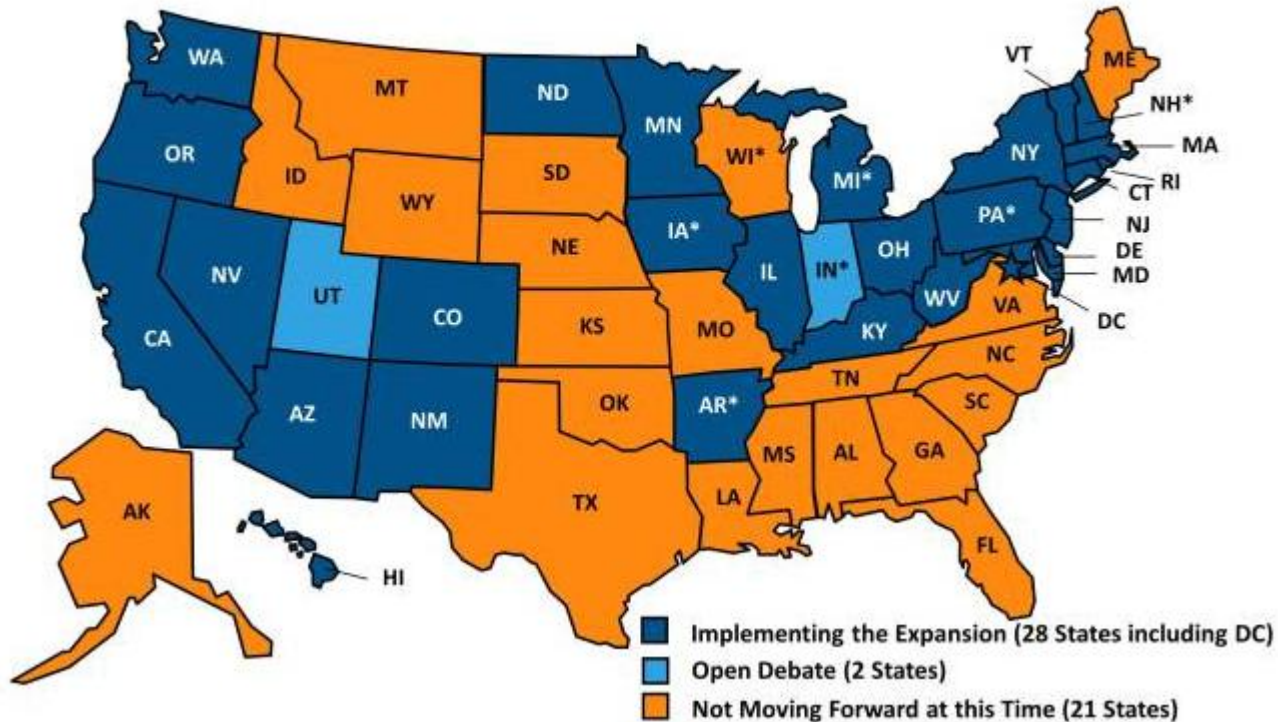 WA
MT
ND
MN
VT
ME
NH*
OR
ID
SD
WI*
MI*
NY
MA
WY
RI
CT
IA*
PA*
NJ
NE
NV
UT
IL
IN*
OH
DE
MD
CO
WV
VA
DC
CA
KS
MO
KY
NC
TN
AZ
NM
OK
AR*
SC
MS
AL
GA
LA
TX
AK
FL
HI
Implementing the Expansion (28 States including DC)
Open Debate (2 States)
Not Moving Forward at this Time (21 States)